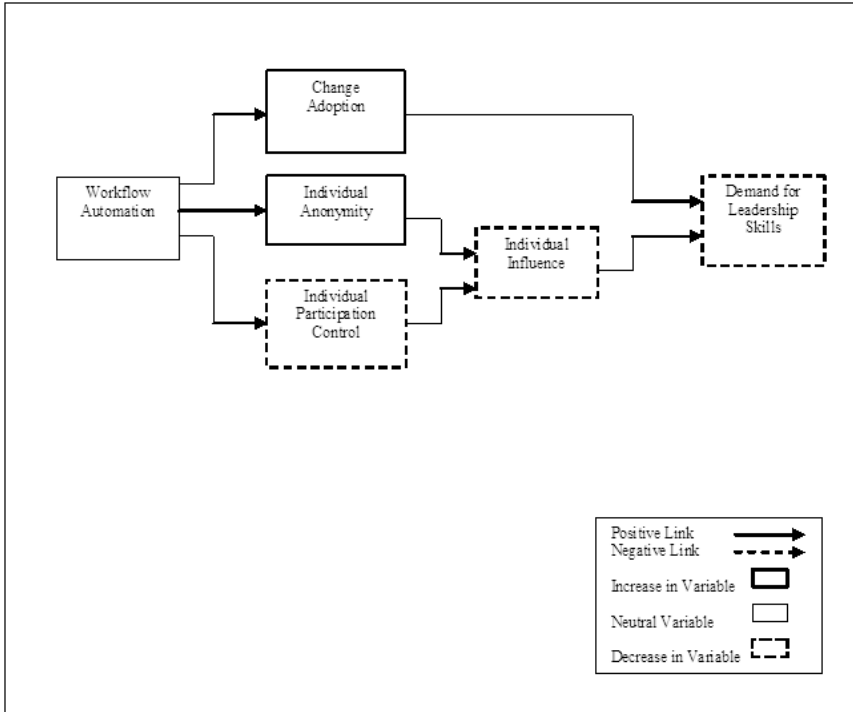 Change
Adoption
Workflow
Automation
Individual
Anonymity
Demand for
Leadership
Skills
Individual
Influence
Individual
Participation
Control
Positive Link
Negative Link
Increase in Variable
Neutral Variable
Decrease in Variable